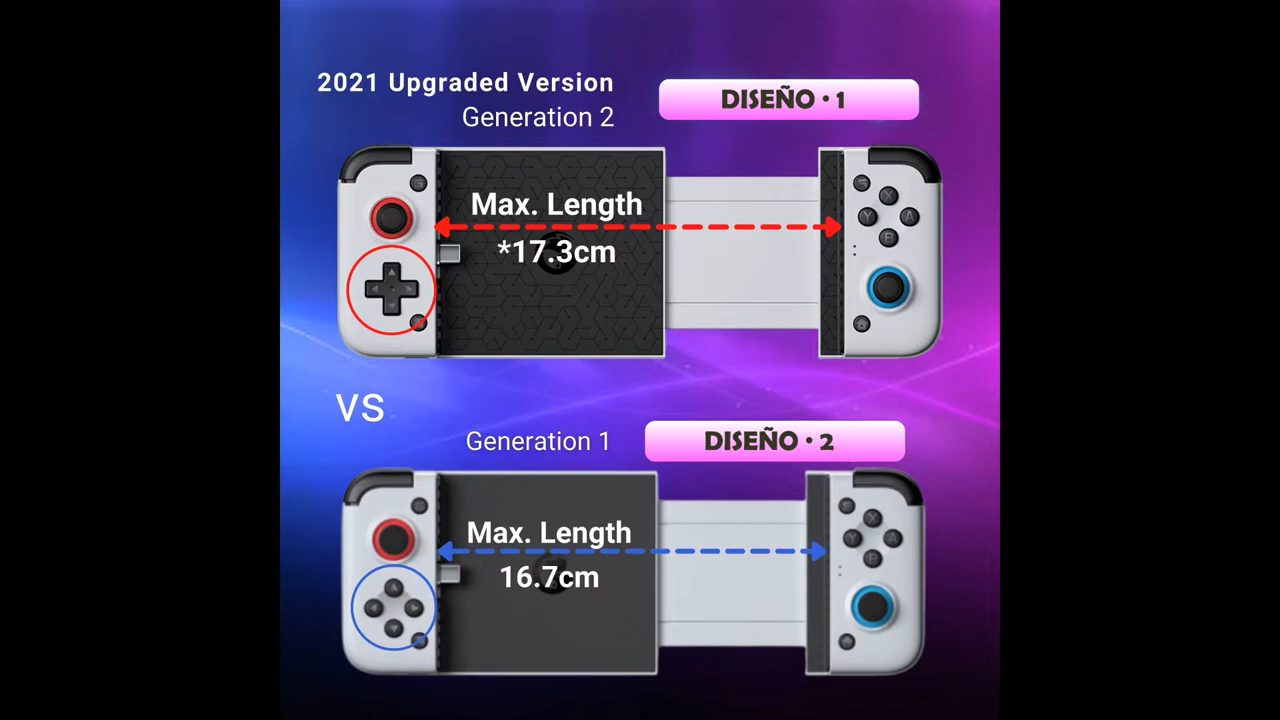 2021 Upgraded Version
Generation 2
DISEÑO • 1
Max. Length
*17.3cm
X
Y
A
B
VS
Generation 1
DISEÑO • 2
Max. Length
16.7cm
X
Y
A
B